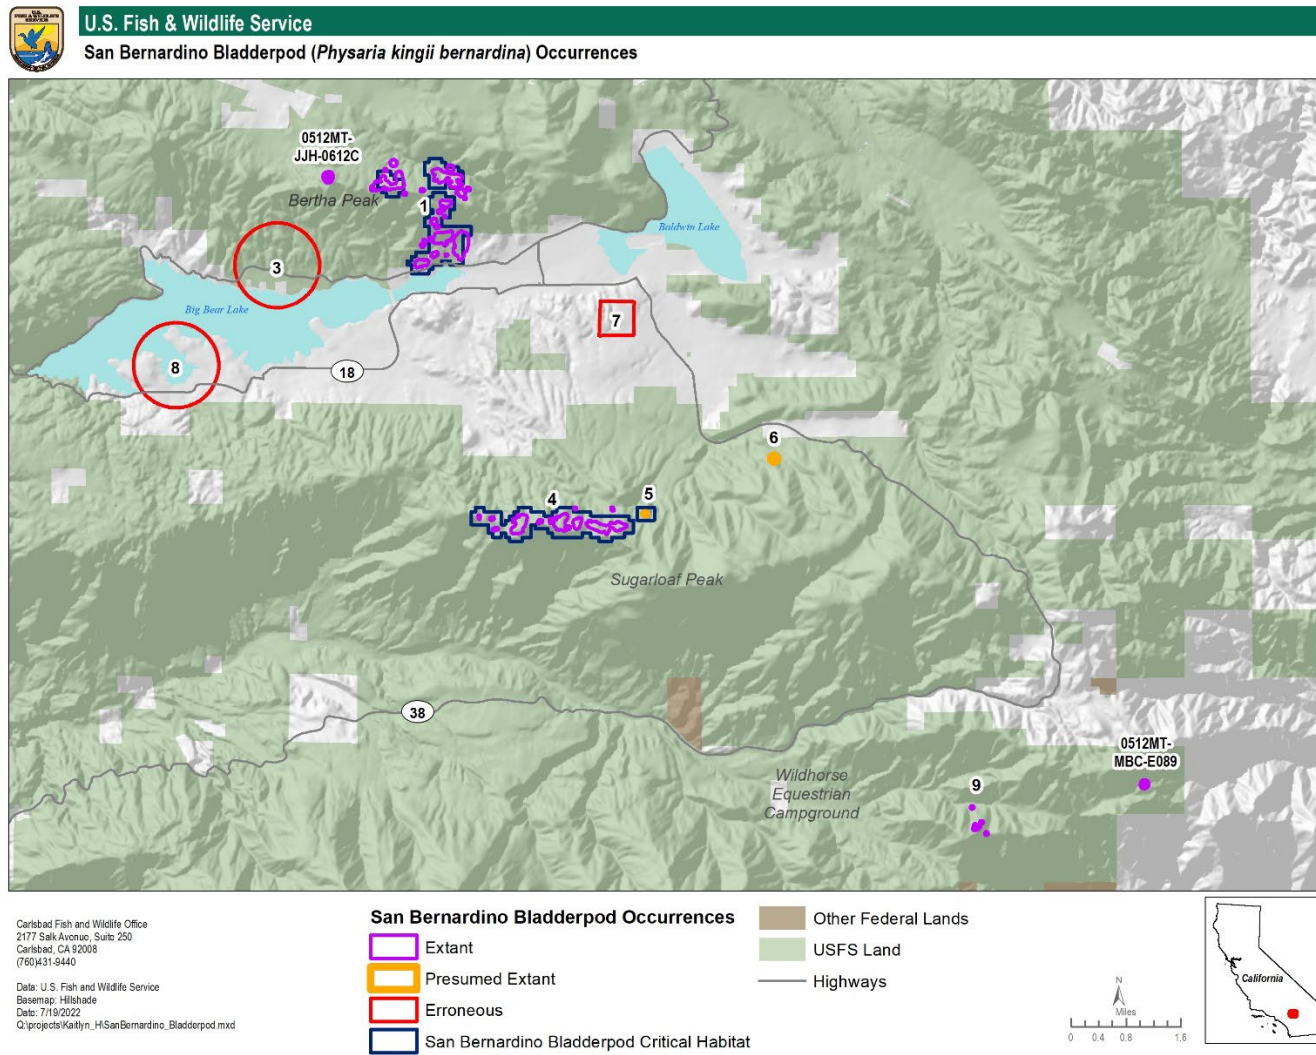 U.S.
FISH & WILDLIFE
SERVICE
U.S. Fish & Wildlife Service
San Bernardino Bladderpod (Physaria kingii bernardina) Occurrences
0512MT-
JJH-0612C
Bertha Peak
1
Baldwin Lake
3
Big Bear Lake
7
8
18
6
5
4
Sugarloaf Peak
38
0512MT-
MBC-E089
Wildhorse
Equestrian
Campground
9
Carlsbad Fish and Wildlife Office
2177 Salk Avenue, Suite 250
Carlsbad, CA 92008
(760)431-9440
Data: U.S. Fish and Wildlife Service
Basemap: Hillshade
Date: 7/19/2022
Q:\projects\Kaitlyn_H\SanBernardino_Bladderpod.mxd
San Bernardino Bladderpod Occurrences
Extant
Presumed Extant
Erroneous
San Bernardino Bladderpod Critical Habitat
Other Federal Lands
USFS Land
Highways
N
Miles
0 0.4 0.8 1.6
California